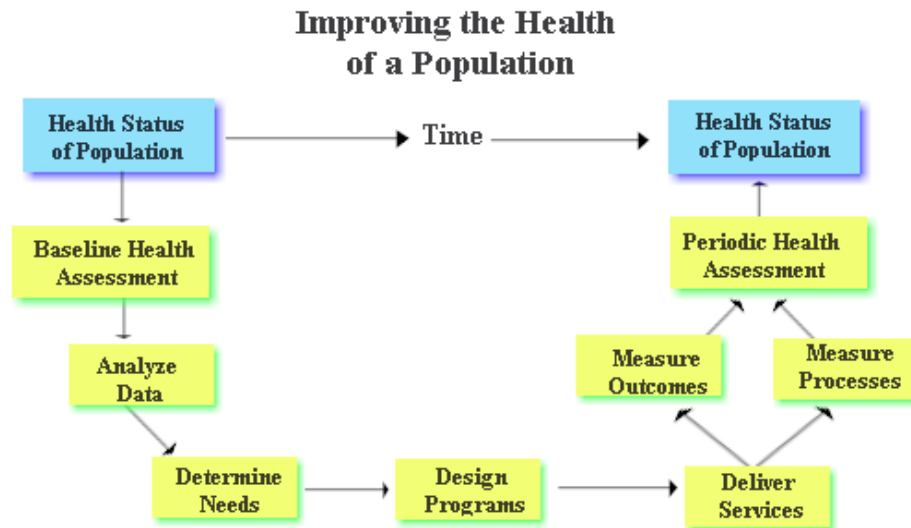 Improving the Health
of a Population
Health Status
of Population
Time
Health Status
of Population
Baseline Health
Assessment
Periodic Health
Assessment
Analyze
Data
Measure
Outcomes
Measure
Processes
Determine
Needs
Design
Programs
Deliver
Services